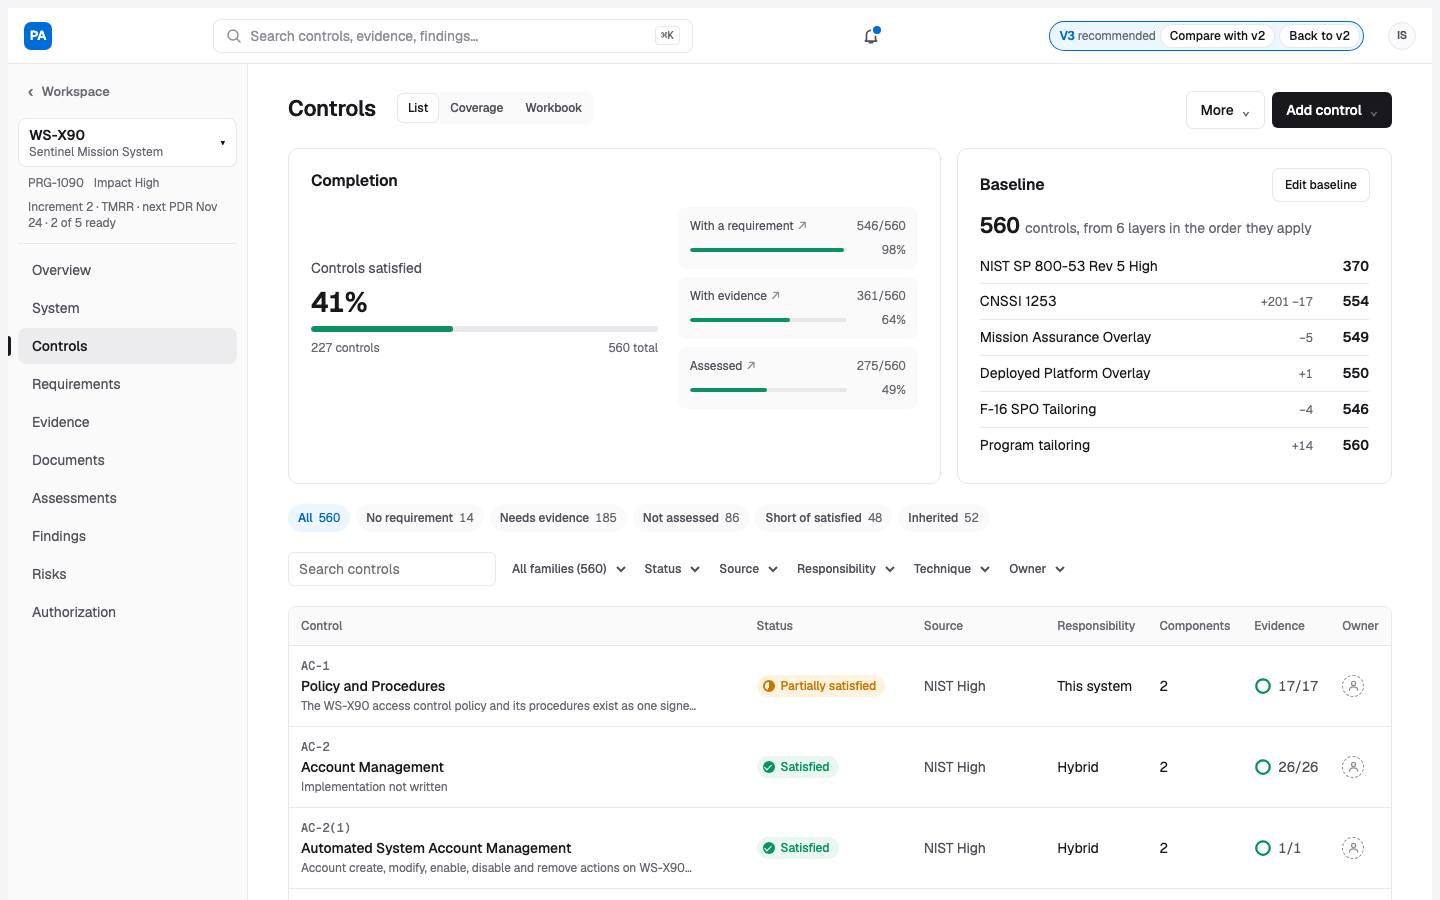 PA
Search controls, evidence, findings...
⌘K
V3 recommended
Compare with v2
Back to v2
IS
‹ Workspace
WS-X90
Sentinel Mission System
PRG-1090 Impact High
Increment 2 · TMRR · next PDR Nov
24 · 2 of 5 ready
Overview
System
Controls
Requirements
Evidence
Documents
Assessments
Findings
Risks
Authorization
Controls
List
Coverage
Workbook
More
Add control
Completion
Controls satisfied
41%
227 controls
560 total
With a requirement ↗ 546/560
98%
With evidence ↗ 361/560
64%
Assessed ↗ 275/560
49%
Baseline
Edit baseline
560 controls, from 6 layers in the order they apply
NIST SP 800-53 Rev 5 High 370
CNSSI 1253 +201 −17 554
Mission Assurance Overlay −5 549
Deployed Platform Overlay +1 550
F-16 SPO Tailoring −4 546
Program tailoring +14 560
All 560
No requirement 14
Needs evidence 185
Not assessed 86
Short of satisfied 48
Inherited 52
Search controls
All families (560)
Status
Source
Responsibility
Technique
Owner
Control Status Source Responsibility Components Evidence Owner
AC-1
Policy and Procedures
The WS-X90 access control policy and its procedures exist as one signe...
Partially satisfied
NIST High
This system
2
17/17
AC-2
Account Management
Implementation not written
Satisfied
NIST High
Hybrid
2
26/26
AC-2(1)
Automated System Account Management
Account create, modify, enable, disable and remove actions on WS-X90...
Satisfied
NIST High
Hybrid
2
1/1